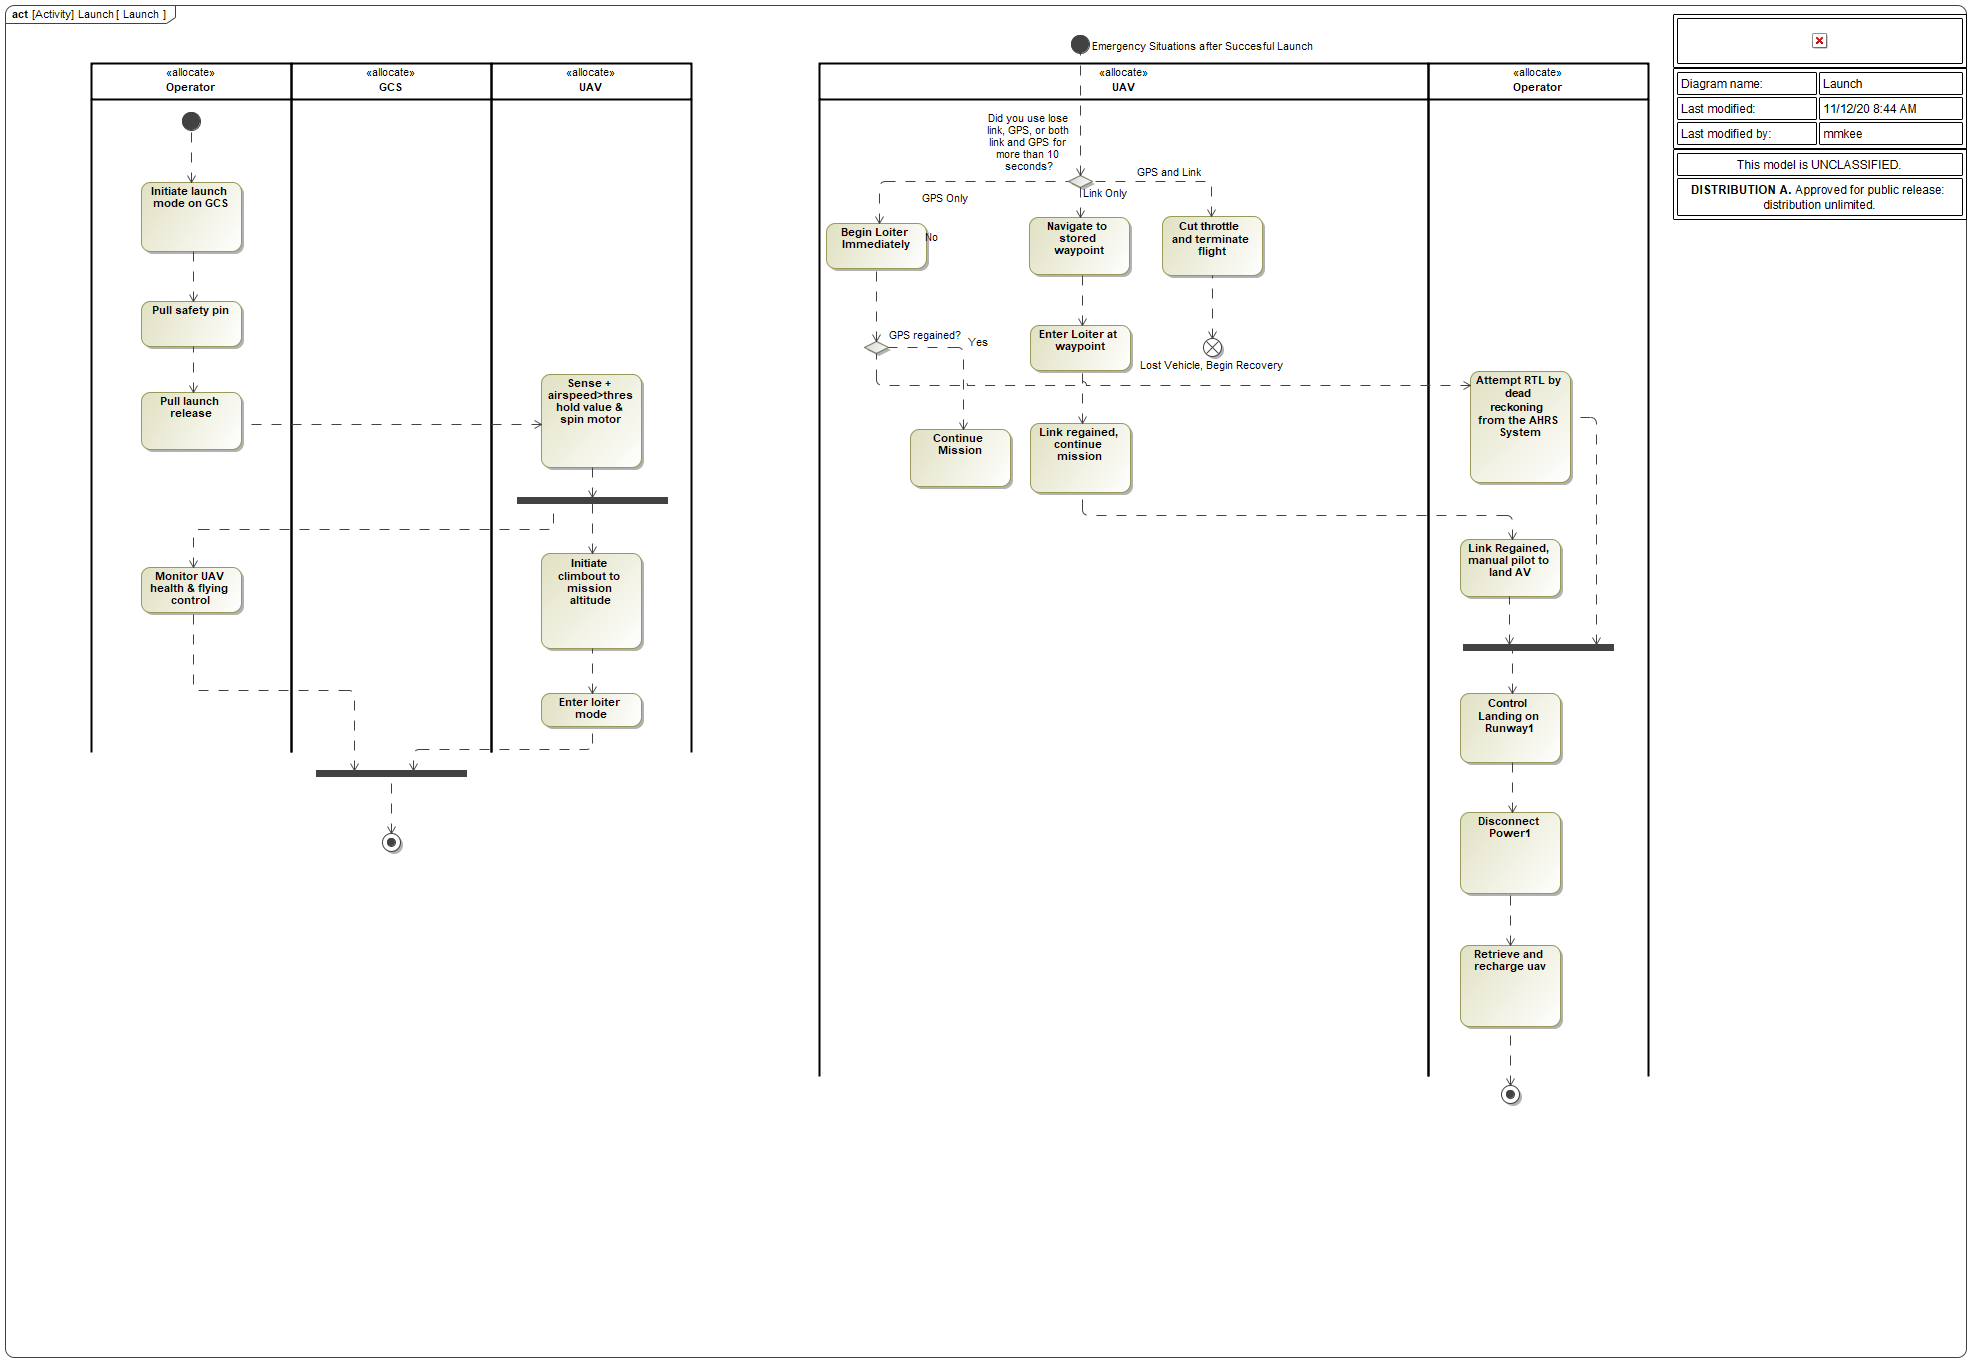 act [Activity] Launch [ Launch ]
«allocate»
Operator
«allocate»
GCS
«allocate»
UAV
Initiate launch
mode on GCS
Pull safety pin
Pull launch
release
Sense +
airspeed>thres
hold value &
spin motor
Monitor UAV
health & flying
control
Initiate
climbout to
mission
altitude
Enter loiter
mode
Emergency Situations after Succesful Launch
«allocate»
UAV
«allocate»
Operator
Did you use lose
link, GPS, or both
link and GPS for
more than 10
seconds?
GPS and Link
Link Only
GPS Only
Begin Loiter
Immediately
No
Navigate to
stored
waypoint
Cut throttle
and terminate
flight
GPS regained?
Yes
Enter Loiter at
waypoint
Lost Vehicle, Begin Recovery
Attempt RTL by
dead
reckoning
from the AHRS
System
Continue
Mission
Link regained,
continue
mission
Link Regained,
manual pilot to
land AV
Control
Landing on
Runway1
Disconnect
Power1
Retrieve and
recharge uav
Diagram name: Launch
Last modified: 11/12/20 8:44 AM
Last modified by: mmkee
This model is UNCLASSIFIED.
DISTRIBUTION A. Approved for public release:
distribution unlimited.